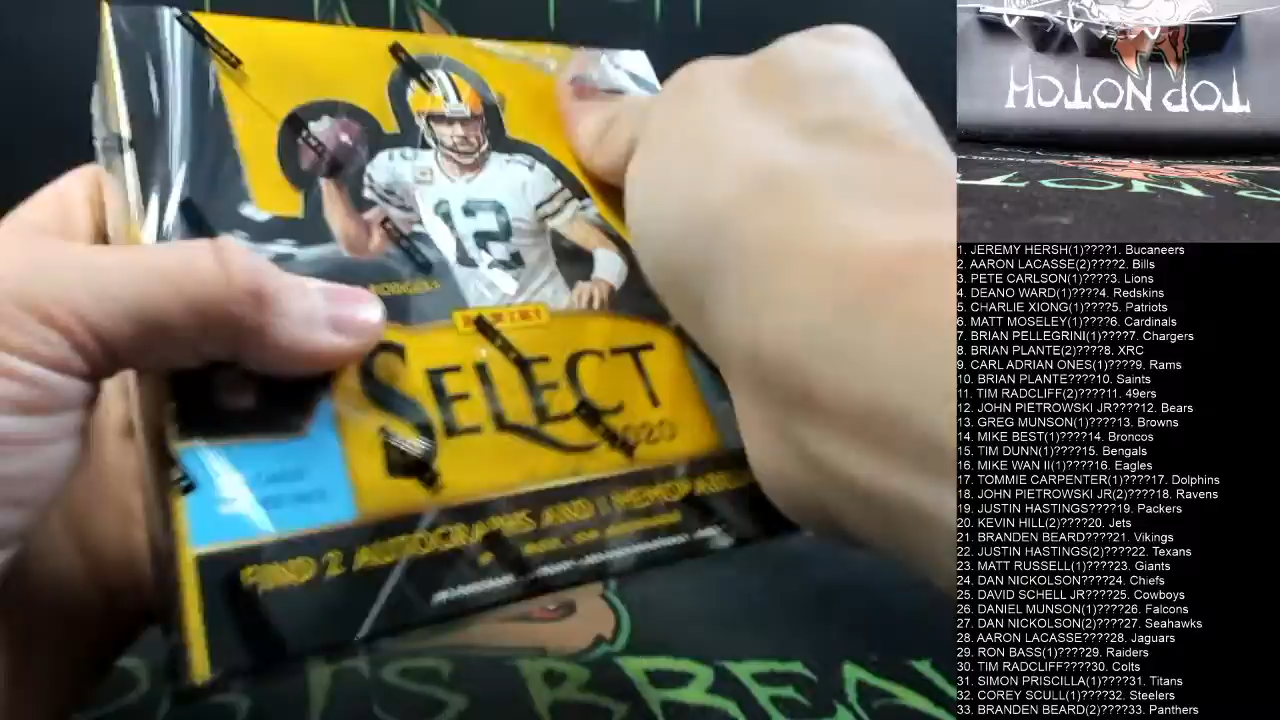 TOP NOTCH
12
PANINI
SELECT
2020
FIND 2 AUTOGRAPHS AND 1 MEMORABILIA
TOP NOTCH
BREA
1. JEREMY HERSH(1)????1. Bucaneers
2. AARON LACASSE(2)????2. Bills
3. PETE CARLSON(1)????3. Lions
4. DEANO WARD(1)????4. Redskins
5. CHARLIE XIONG(1)????5. Patriots
6. MATT MOSELEY(1)????6. Cardinals
7. BRIAN PELLEGRINI(1)????7. Chargers
8. BRIAN PLANTE(2)????8. XRC
9. CARL ADRIAN ONES(1)????9. Rams
10. BRIAN PLANTE????10. Saints
11. TIM RADCLIFF(2)????11. 49ers
12. JOHN PIETROWSKI JR????12. Bears
13. GREG MUNSON(1)????13. Browns
14. MIKE BEST(1)????14. Broncos
15. TIM DUNN(1)????15. Bengals
16. MIKE WAN II(1)????16. Eagles
17. TOMMIE CARPENTER(1)????17. Dolphins
18. JOHN PIETROWSKI JR(2)????18. Ravens
19. JUSTIN HASTINGS????19. Packers
20. KEVIN HILL(2)????20. Jets
21. BRANDEN BEARD????21. Vikings
22. JUSTIN HASTINGS(2)????22. Texans
23. MATT RUSSELL(1)????23. Giants
24. DAN NICKOLSON????24. Chiefs
25. DAVID SCHELL JR????25. Cowboys
26. DANIEL MUNSON(1)????26. Falcons
27. DAN NICKOLSON(2)????27. Seahawks
28. AARON LACASSE????28. Jaguars
29. RON BASS(1)????29. Raiders
30. TIM RADCLIFF????30. Colts
31. SIMON PRISCILLA(1)????31. Titans
32. COREY SCULL(1)????32. Steelers
33. BRANDEN BEARD(2)????33. Panthers